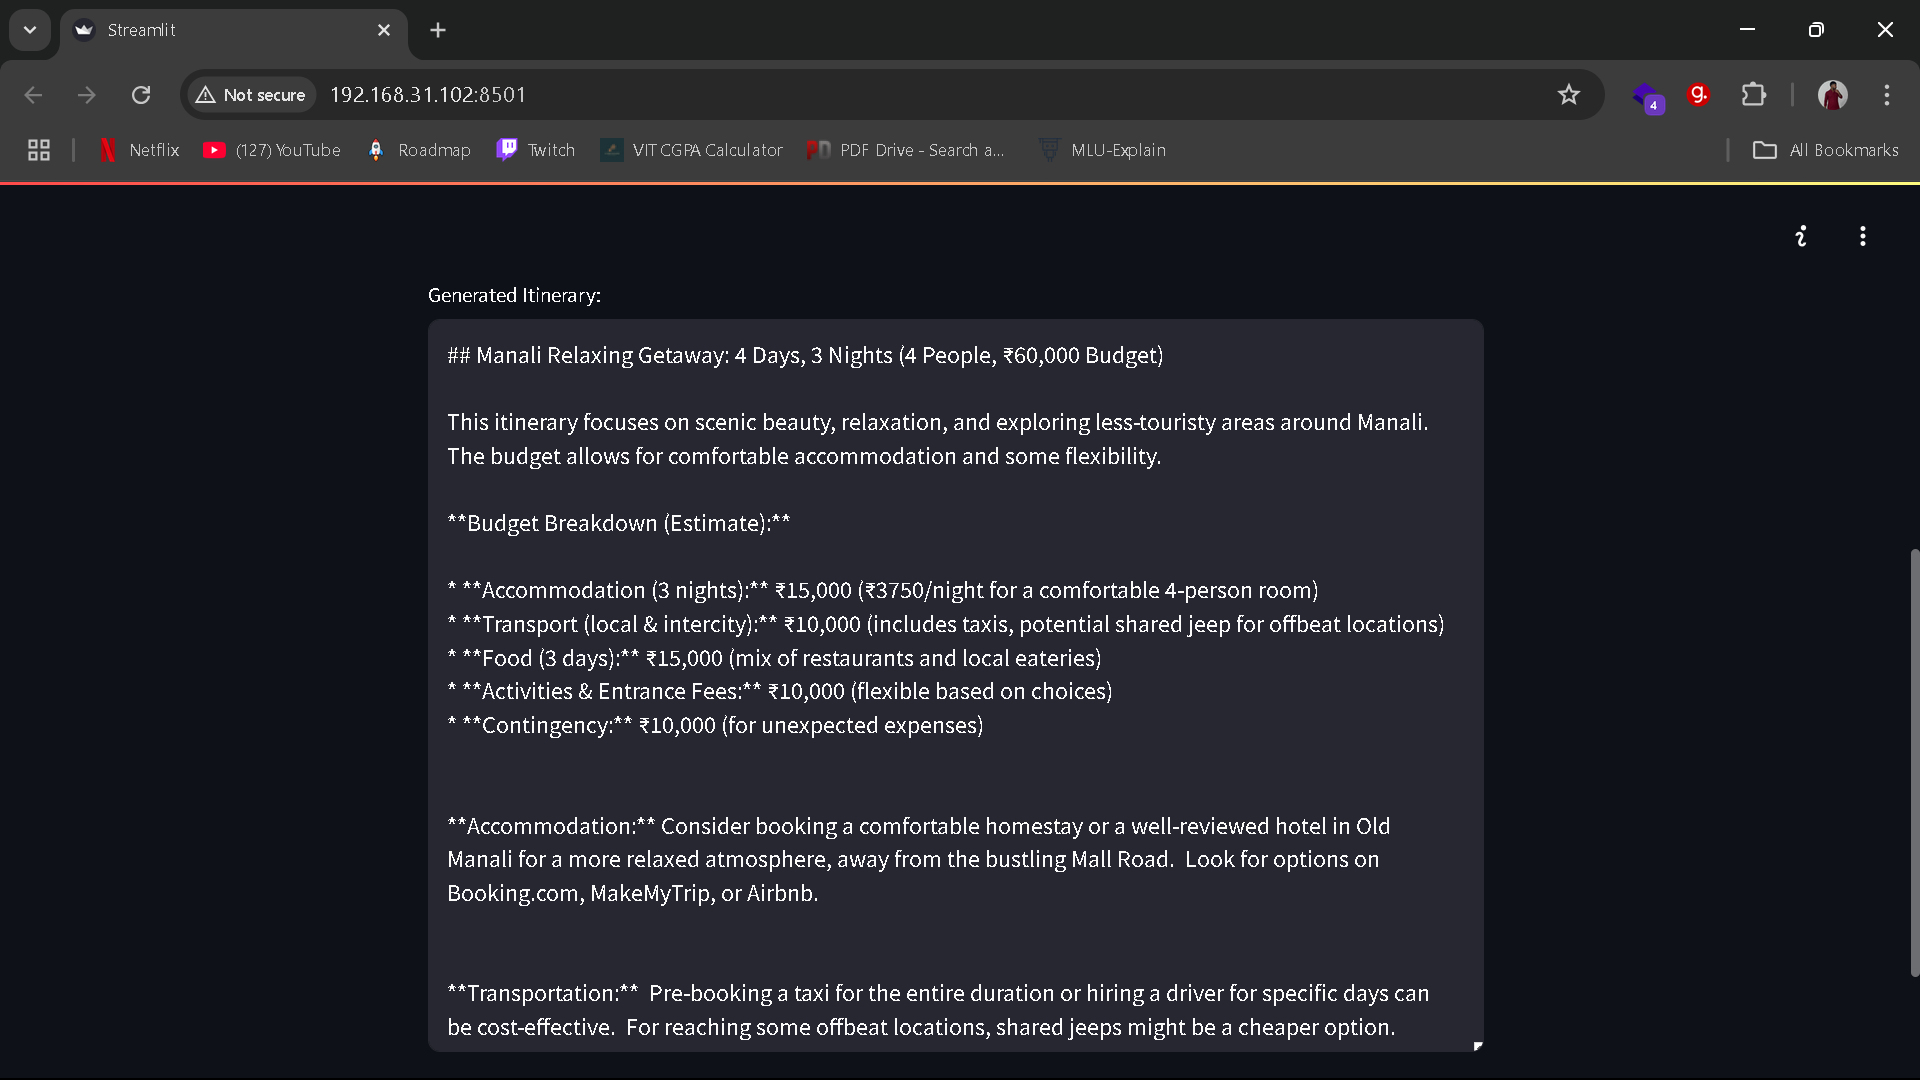 Streamlit
Not secure
192.168.31.102:8501
4
g.
Netflix
(127) YouTube
Roadmap
Twitch
VIT CGPA Calculator
PD
PDF Drive - Search a...
MLU-Explain
All Bookmarks
Generated Itinerary:
## Manali Relaxing Getaway: 4 Days, 3 Nights (4 People, ₹60,000 Budget)
This itinerary focuses on scenic beauty, relaxation, and exploring less-touristy areas around Manali.
The budget allows for comfortable accommodation and some flexibility.
**Budget Breakdown (Estimate):**
* **Accommodation (3 nights):** ₹15,000 (₹3750/night for a comfortable 4-person room)
* **Transport (local & intercity):** ₹10,000 (includes taxis, potential shared jeep for offbeat locations)
* **Food (3 days):** ₹15,000 (mix of restaurants and local eateries)
* **Activities & Entrance Fees:** ₹10,000 (flexible based on choices)
* **Contingency:** ₹10,000 (for unexpected expenses)
**Accommodation:** Consider booking a comfortable homestay or a well-reviewed hotel in Old
Manali for a more relaxed atmosphere, away from the bustling Mall Road.  Look for options on
Booking.com, MakeMyTrip, or Airbnb.
**Transportation:**  Pre-booking a taxi for the entire duration or hiring a driver for specific days can
be cost-effective.  For reaching some offbeat locations, shared jeeps might be a cheaper option.